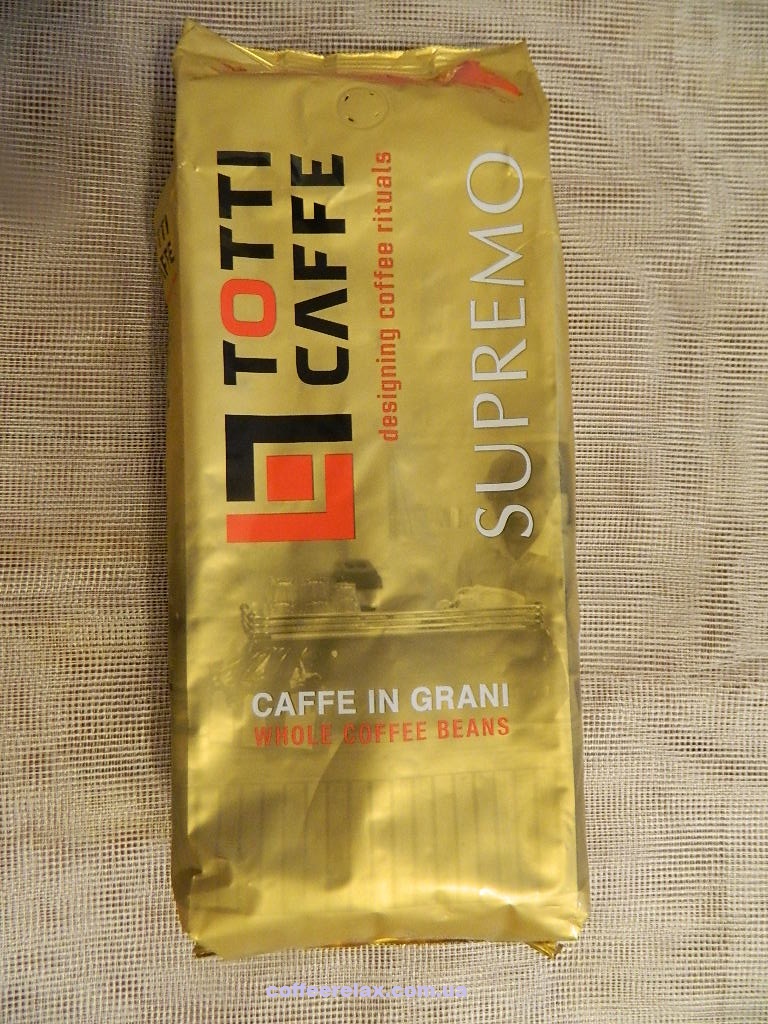 TOTTI
CAFFE
designing coffee rituals
SUPREMO
CAFFE IN GRANI
WHOLE COFFEE BEANS
coffeerelax.com.ua